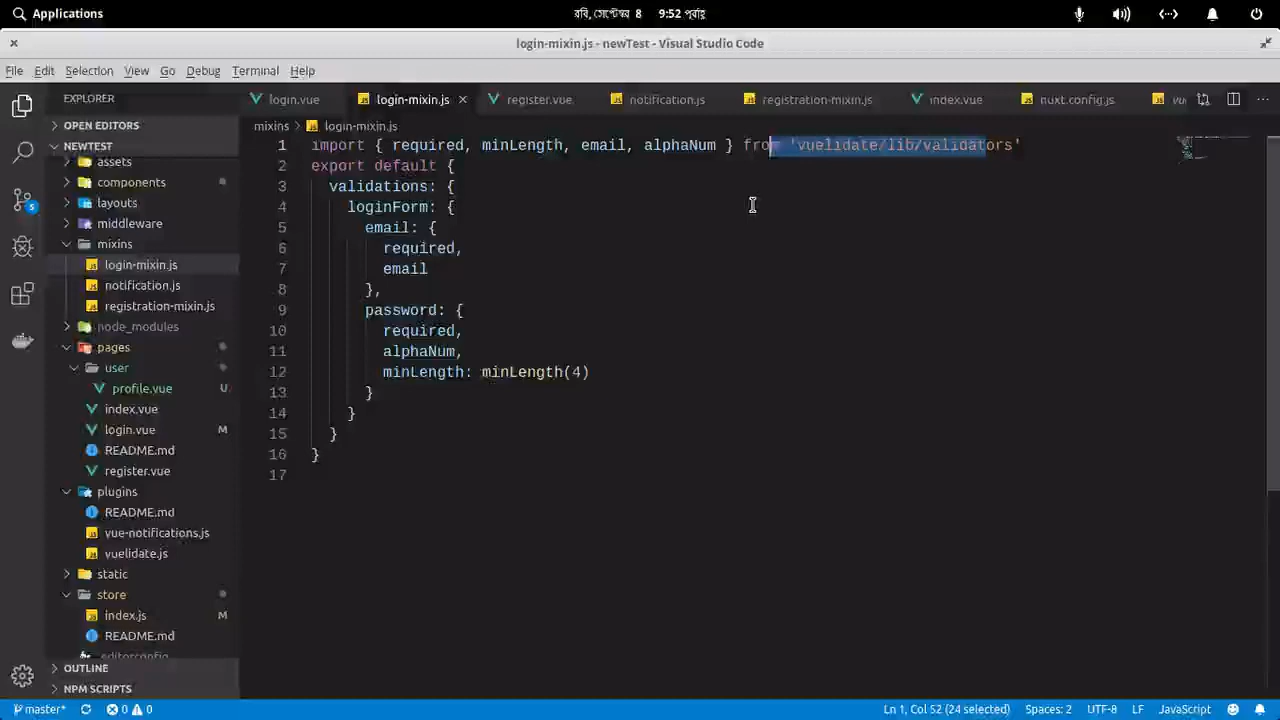 Applications
রবি, সেপ্টেম্বর 8 9:52 পূর্বাহ্ণ
login-mixin.js - newTest - Visual Studio Code
File Edit Selection View Go Debug Terminal Help
EXPLORER
login.vue login-mixin.js register.vue notification.js registration-mixin.js index.vue nuxt.config.js
OPEN EDITORS
mixins login-mixin.js
NEWTEST
assets
components
layouts
middleware
mixins
login-mixin.js
notification.js
registration-mixin.js
node_modules
pages
user
profile.vue U
index.vue
login.vue M
README.md
register.vue
plugins
README.md
vue-notifications.js
vuelidate.js
static
store
index.js M
README.md
.editorconfig
OUTLINE
NPM SCRIPTS
1 import { required, minLength, email, alphaNum } from 'vuelidate/lib/validators'
2 export default {
3 validations: {
4 loginForm: {
5 email: {
6 required,
7 email
8 },
9 password: {
10 required,
11 alphaNum,
12 minLength: minLength(4)
13 }
14 }
15 }
16 }
17
5
master* 0 0 Ln 1, Col 52 (24 selected) Spaces: 2 UTF-8 LF JavaScript